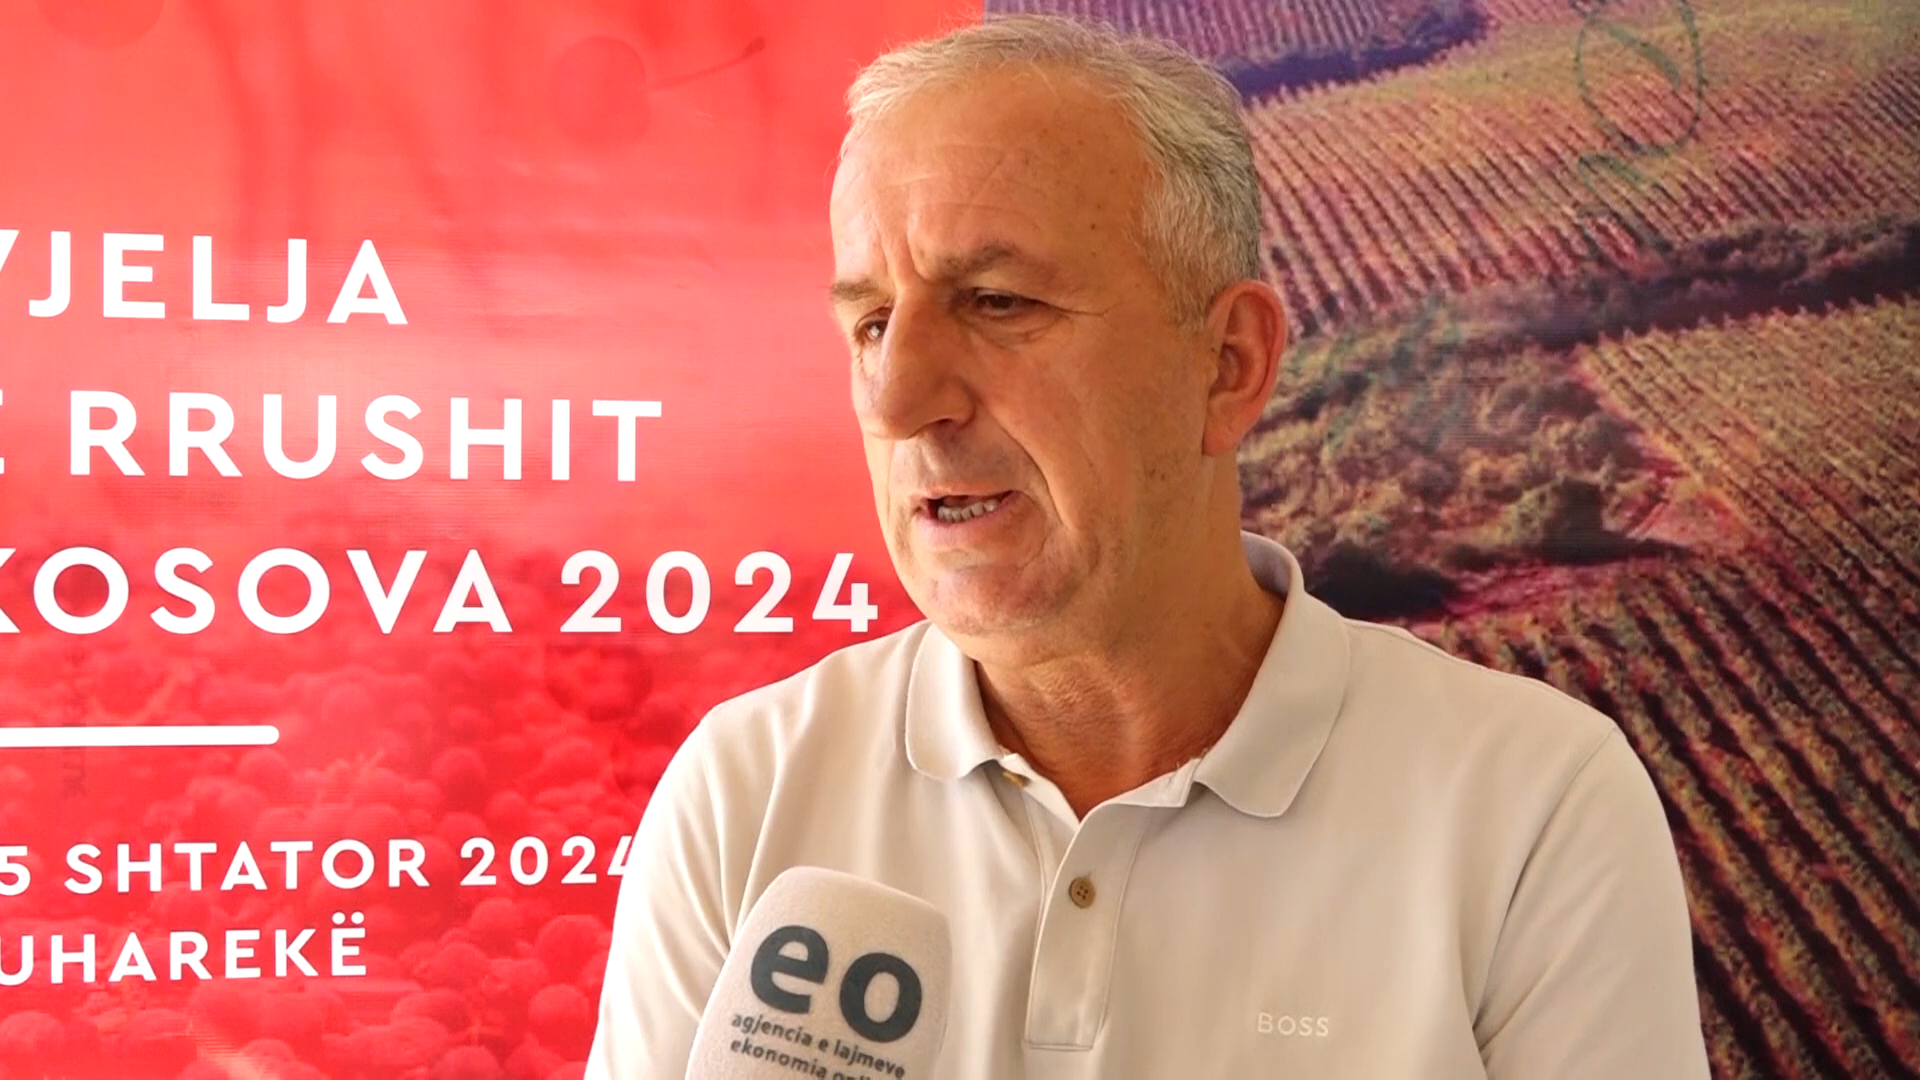 VJELJA
E RRUSHIT
KOSOVA 2024
5 SHTATOR 2024
UHAREKË
eo
agjencia e lajmeve
ekonomia
BOSS